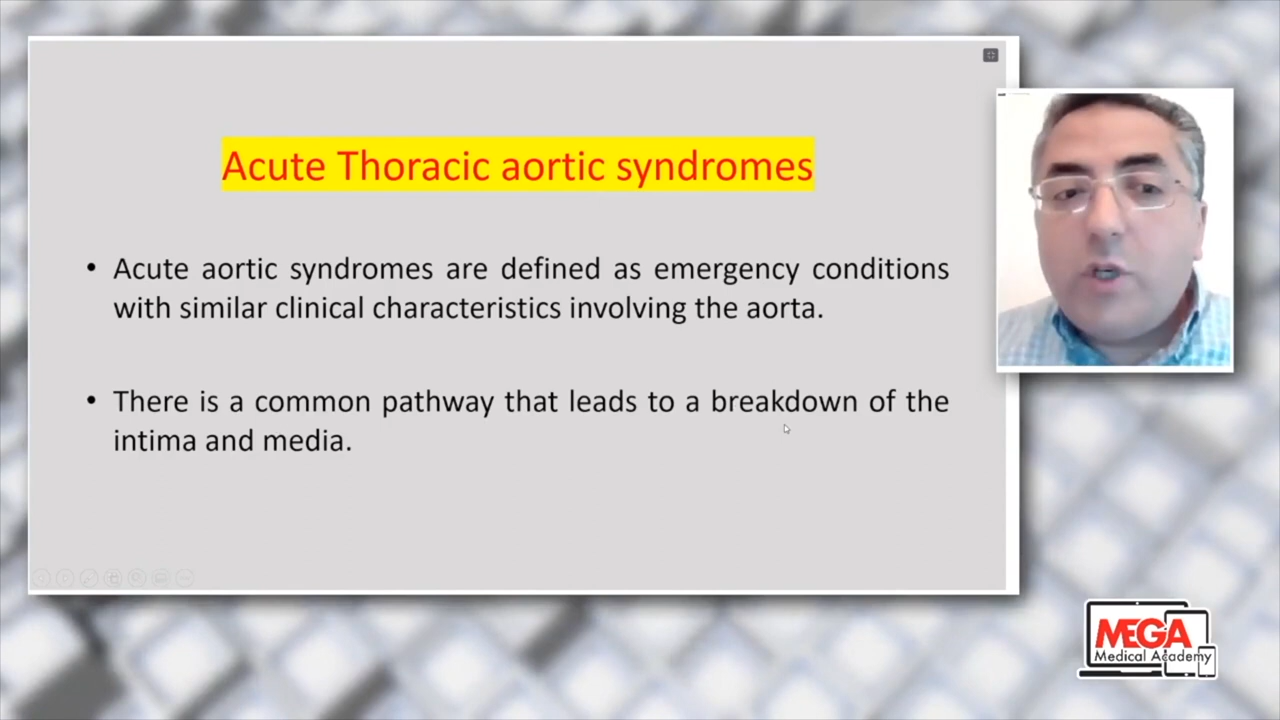 Acute Thoracic aortic syndromes
• Acute aortic syndromes are defined as emergency conditions
with similar clinical characteristics involving the aorta.
• There is a common pathway that leads to a breakdown of the
intima and media.
MEGA
Medical Academy